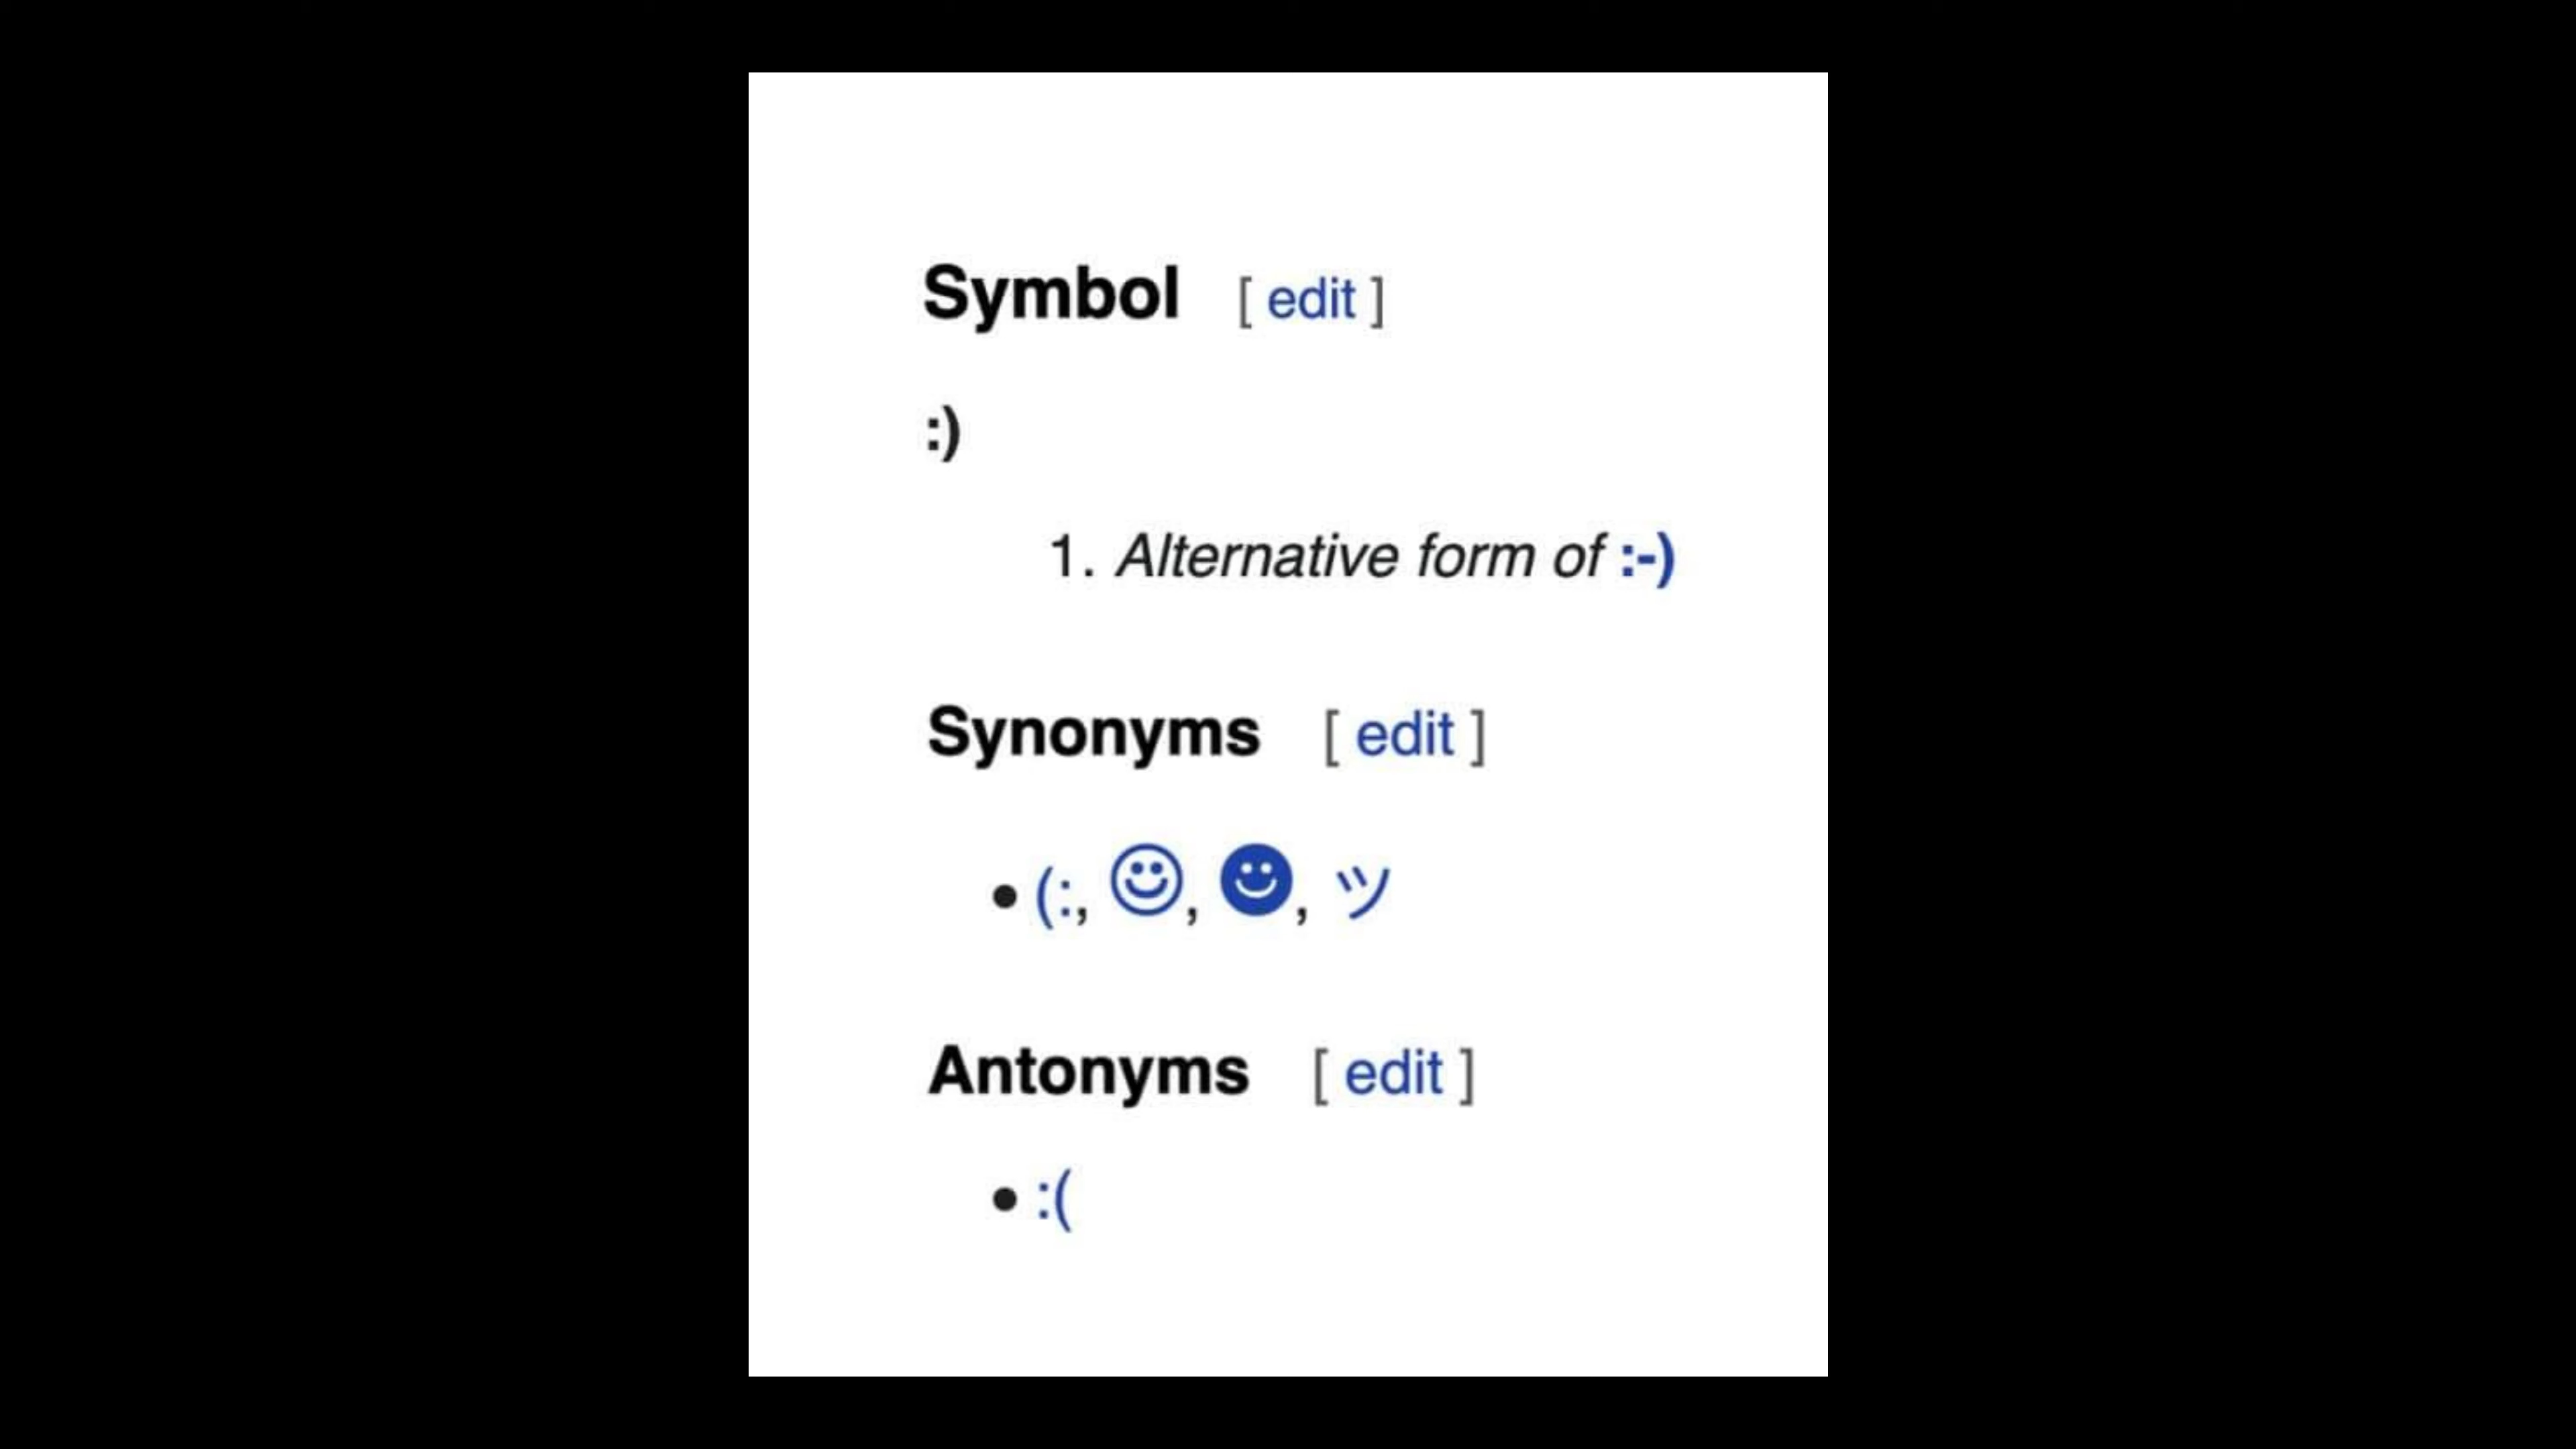 Symbol [ edit ]
:)
1. Alternative form of :-)
Synonyms [ edit ]
• (:, ☺, ☻, ツ
Antonyms [ edit ]
• :(